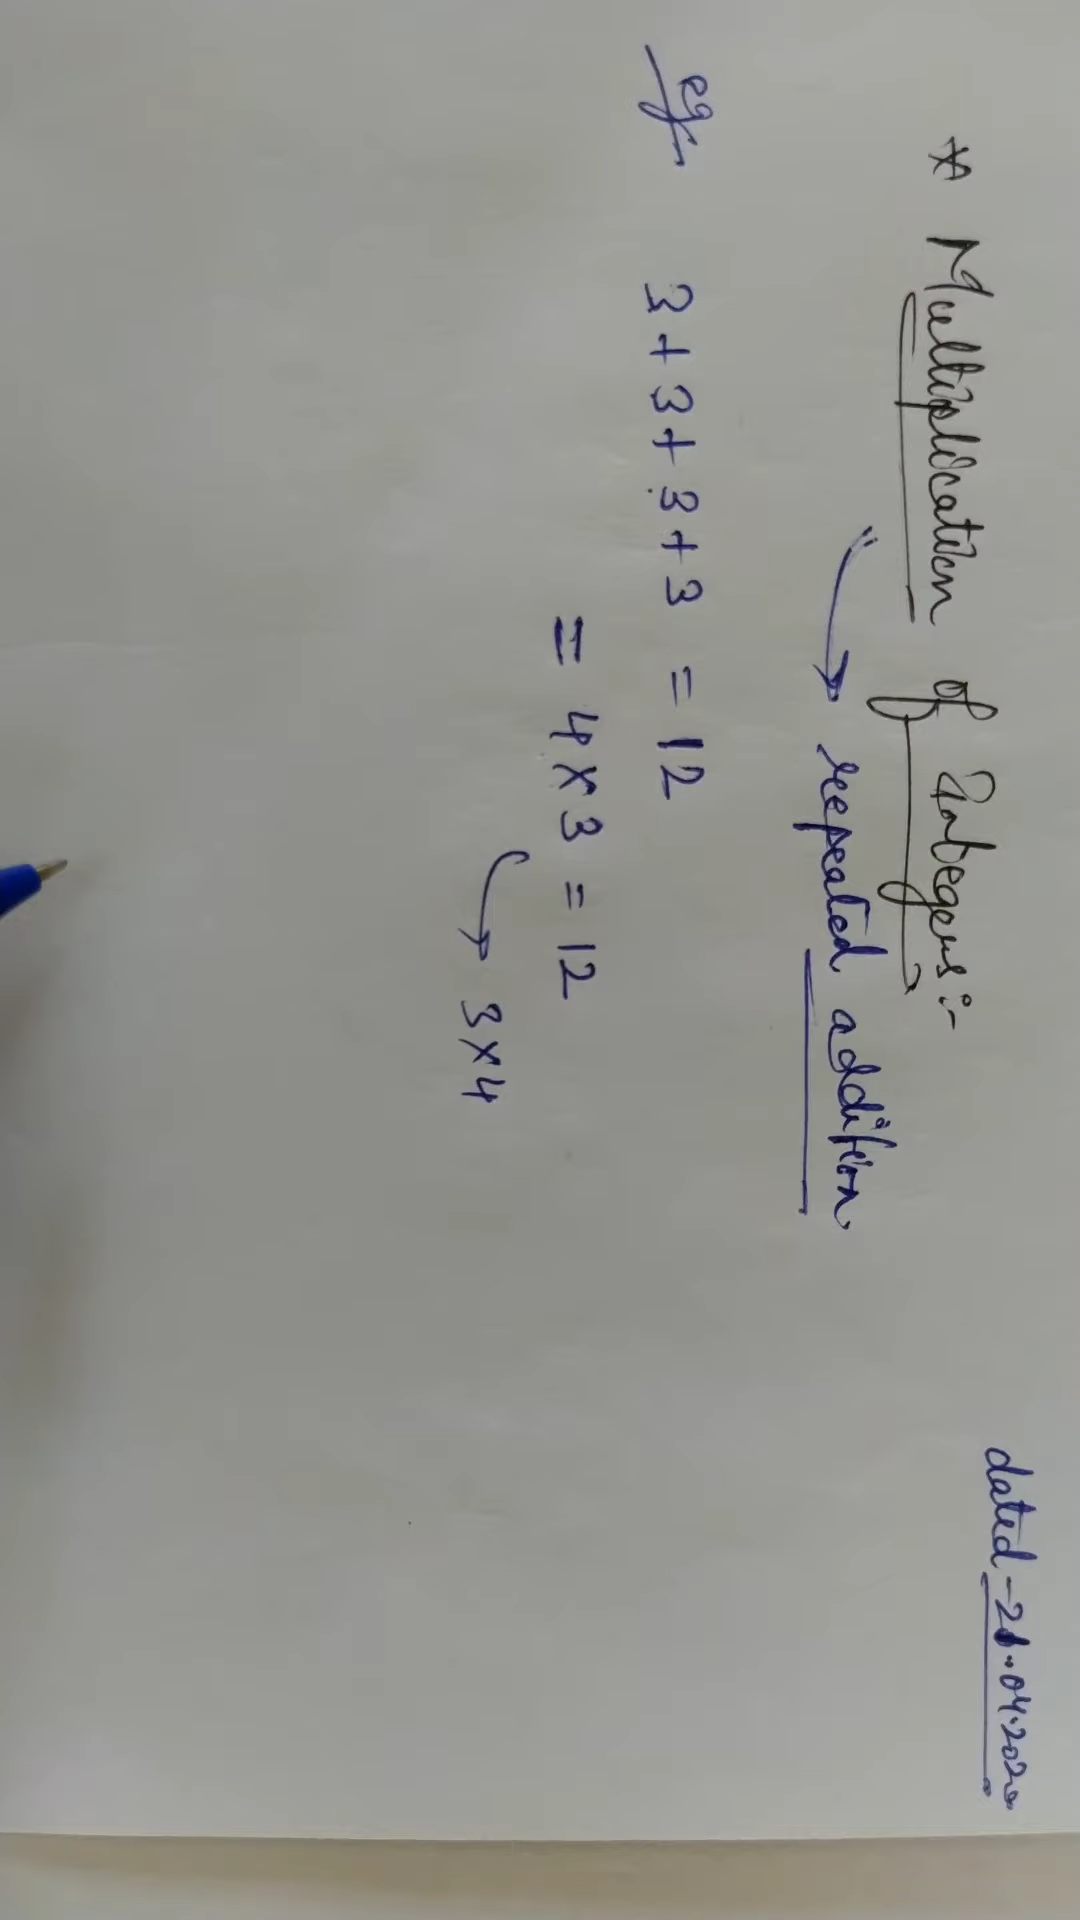 dated - 21.04.2020
* Multiplication of Integers :-
→ repeated addition.
eg:- 3 + 3 + 3 + 3 = 12
= 4 × 3 = 12
→ 3 × 4